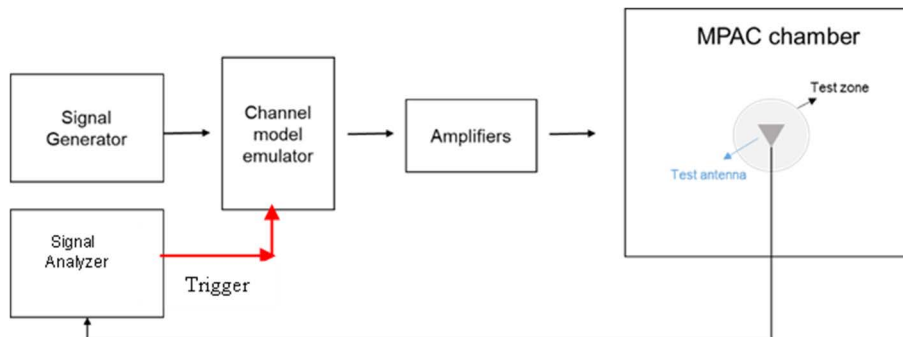 Signal
Generator
Channel
model
emulator
Amplifiers
MPAC chamber
Test zone
Test antenna
Signal
Analyzer
Trigger